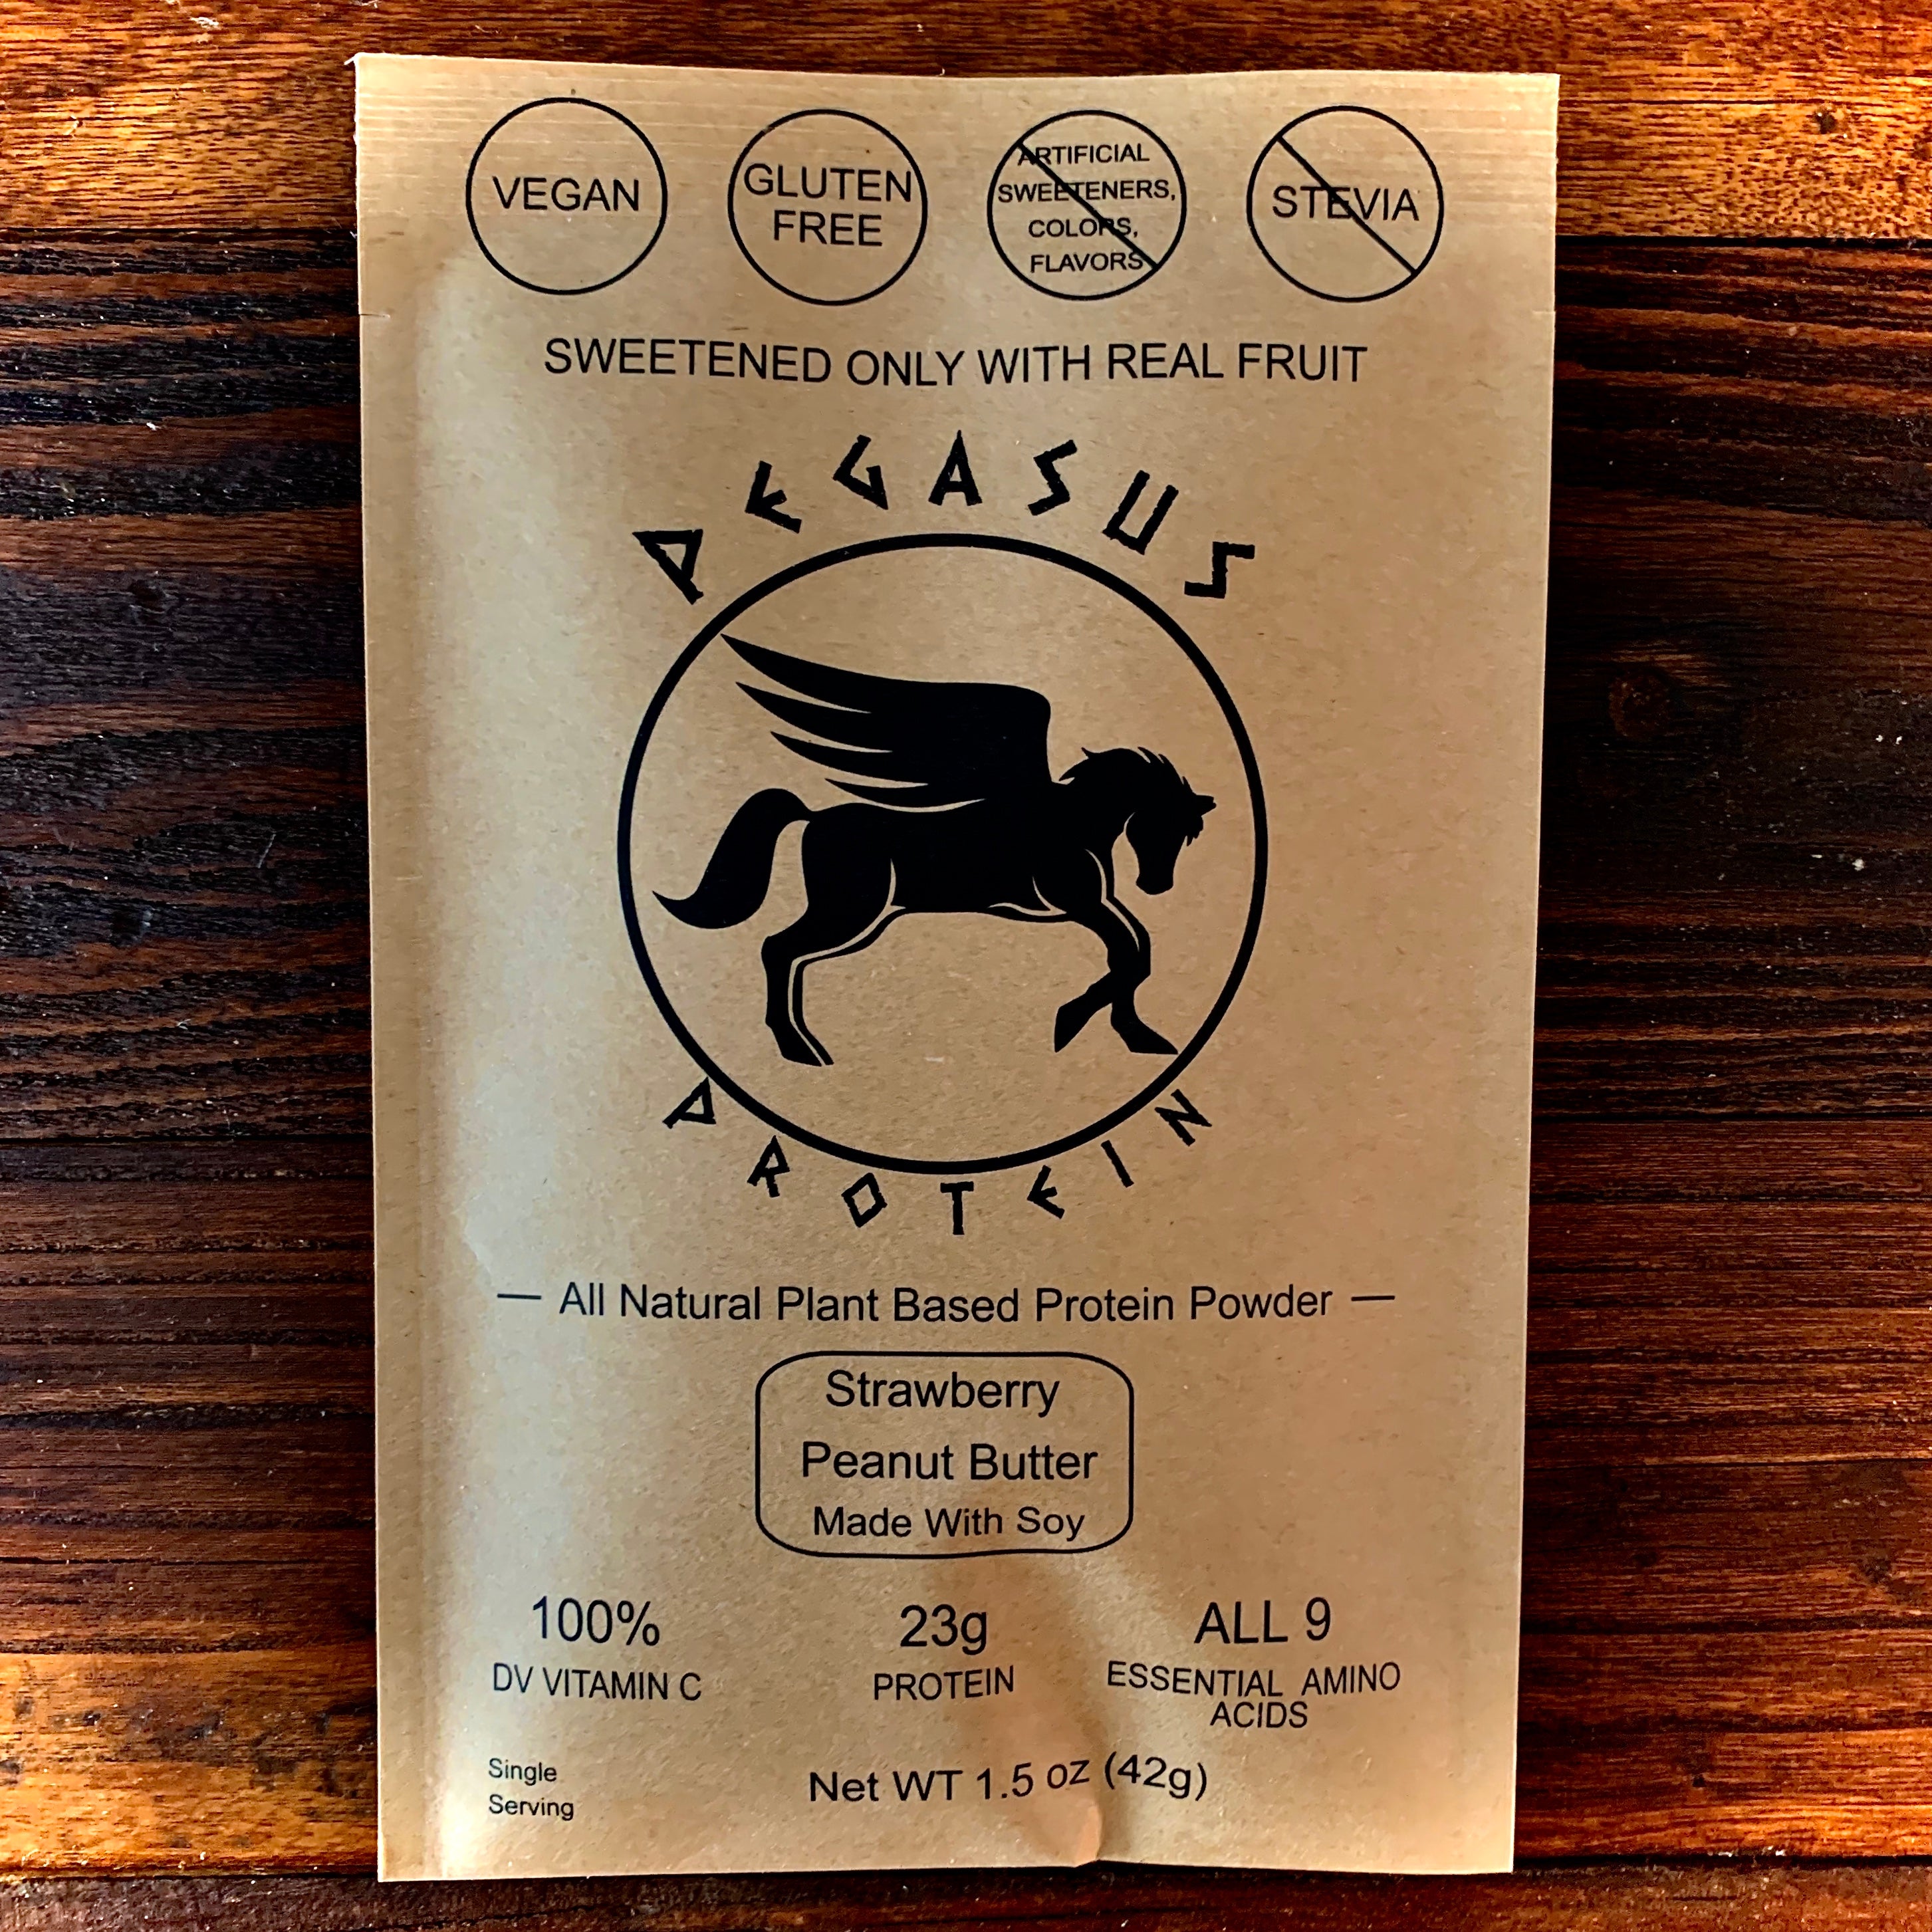 VEGAN
GLUTEN
FREE
ARTIFICIAL
SWEETENERS,
COLORS,
FLAVORS
STEVIA
SWEETENED ONLY WITH REAL FRUIT
PEGASUS
PROTEIN
— All Natural Plant Based Protein Powder —
Strawberry
Peanut Butter
Made With Soy
100%
DV VITAMIN C
23g
PROTEIN
ALL 9
ESSENTIAL AMINO
ACIDS
Single
Serving
Net WT 1.5 oz (42g)